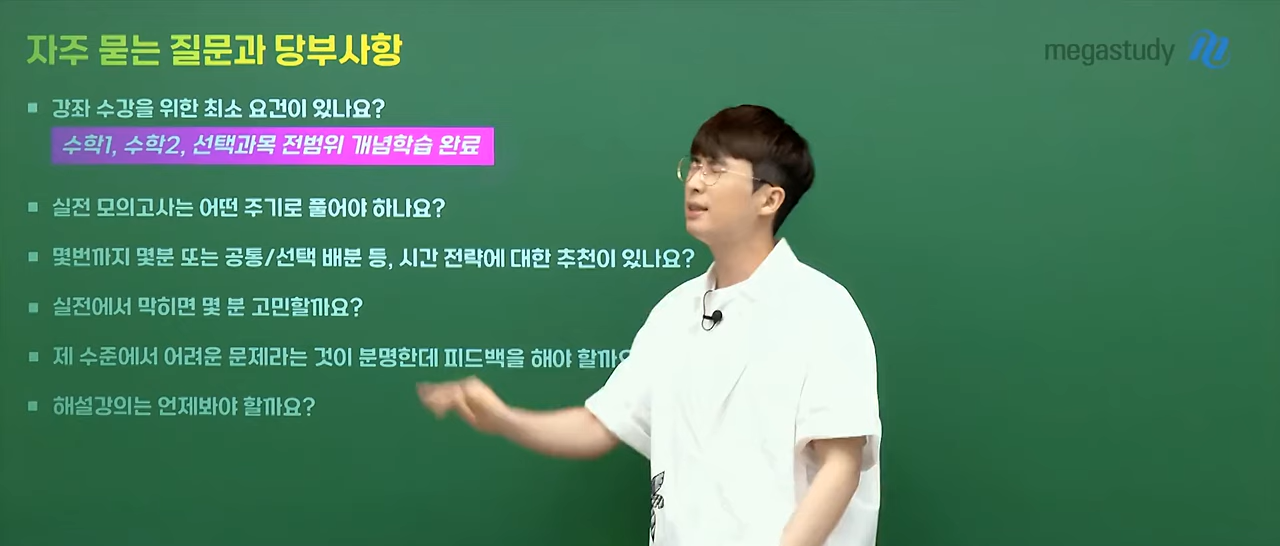 자주 묻는 질문과 당부사항
megastudy
▪ 강좌 수강을 위한 최소 요건이 있나요?
수학1, 수학2, 선택과목 전범위 개념학습 완료
▪ 실전 모의고사는 어떤 주기로 풀어야 하나요?
▪ 몇번까지 몇분 또는 공통/선택 배분 등, 시간 전략에 대한 추천이 있나요?
▪ 실전에서 막히면 몇 분 고민할까요?
▪ 제 수준에서 어려운 문제라는 것이 분명한데 피드백을 해야
▪ 해설강의는 언제봐야 할까요?